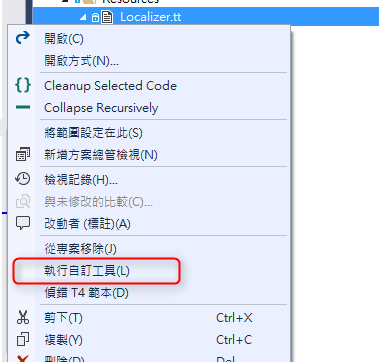 Resources
Localizer.tt
開啟(C)
開啟方式(N)...
Cleanup Selected Code
Collapse Recursively
將範圍設定在此(S)
新增方案總管檢視(N)
檢視記錄(H)...
與未修改的比較(C)...
改動者 (標註)(A)
從專案移除(J)
執行自訂工具(L)
偵錯 T4 範本(D)
剪下(T) Ctrl+X
複製(Y) Ctrl+C
刪除(D) Del